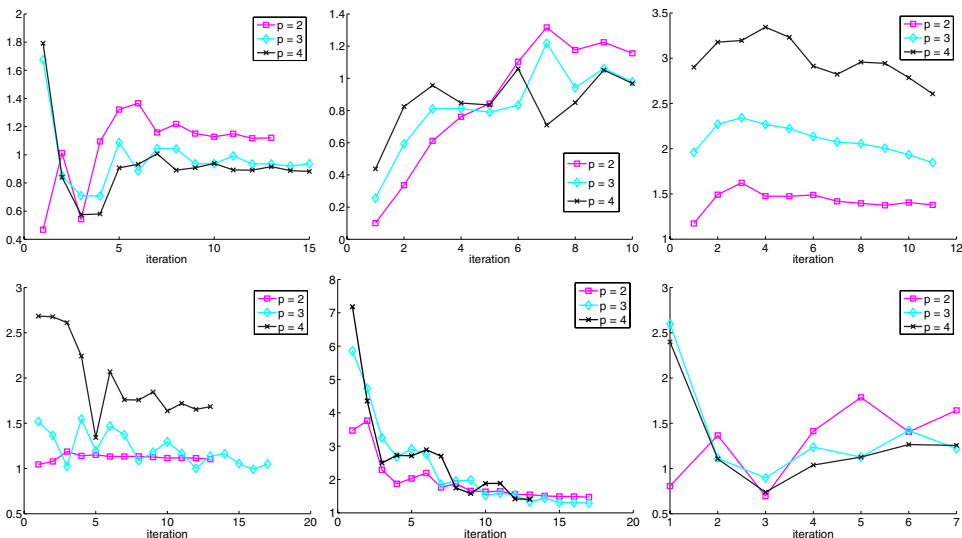 2
1.8
1.6
1.4
1.2
1
0.8
0.6
0.4
0 5 10 15
iteration
p = 2
p = 3
p = 4
1.4
1.2
1
0.8
0.6
0.4
0.2
0
0 2 4 6 8 10
iteration
p = 2
p = 3
p = 4
3.5
3
2.5
2
1.5
1
0 2 4 6 8 10 12
iteration
p = 2
p = 3
p = 4
3
2.5
2
1.5
1
0.5
0 5 10 15 20
iteration
p = 2
p = 3
p = 4
8
7
6
5
4
3
2
1
0 5 10 15 20
iteration
p = 2
p = 3
p = 4
3
2.5
2
1.5
1
0.5
1 2 3 4 5 6 7
iteration
p = 2
p = 3
p = 4